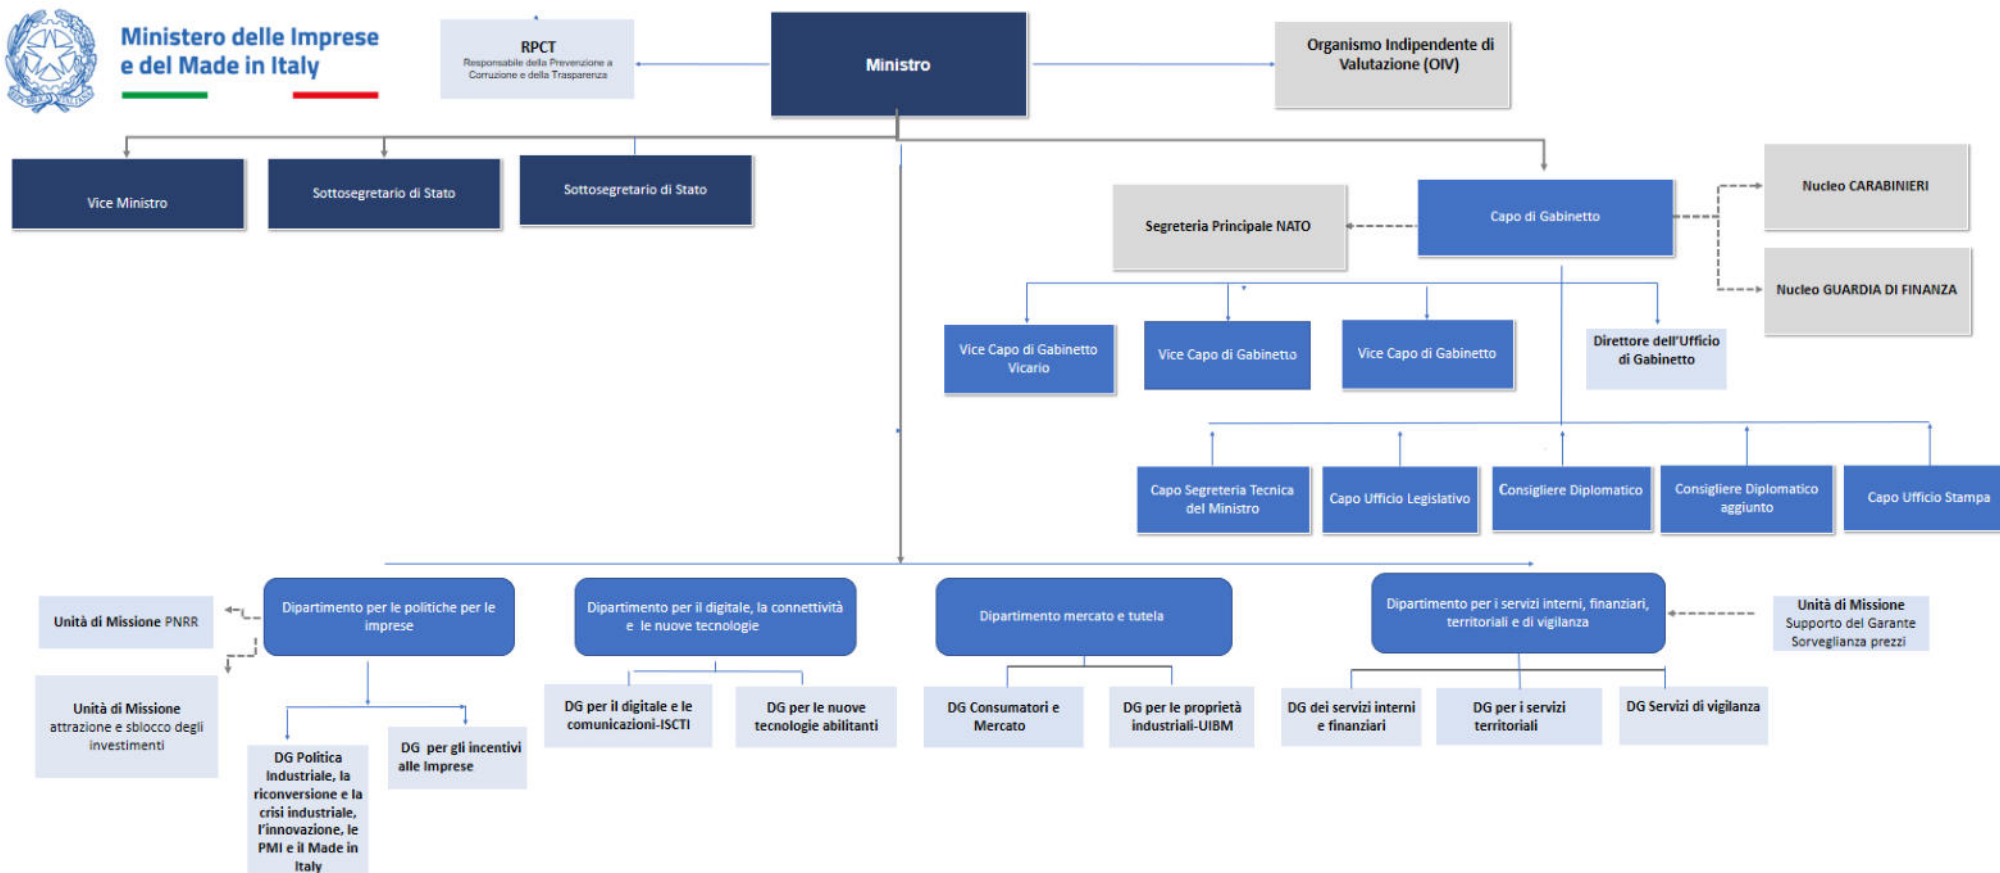 Ministero delle Imprese
e del Made in Italy
REPVBBLICA ITALIANA
RPCT
Responsabile della Prevenzione a
Corruzione e della Trasparenza
Ministro
Organismo Indipendente di
Valutazione (OIV)
Vice Ministro
Sottosegretario di Stato
Sottosegretario di Stato
Segreteria Principale NATO
Capo di Gabinetto
Nucleo CARABINIERI
Nucleo GUARDIA DI FINANZA
Vice Capo di Gabinetto
Vicario
Vice Capo di Gabinetto
Vice Capo di Gabinetto
Direttore dell'Ufficio
di Gabinetto
Capo Segreteria Tecnica
del Ministro
Capo Ufficio Legislativo
Consigliere Diplomatico
Consigliere Diplomatico
aggiunto
Capo Ufficio Stampa
Unità di Missione PNRR
Dipartimento per le politiche per le
imprese
Dipartimento per il digitale, la connettività
e le nuove tecnologie
Dipartimento mercato e tutela
Dipartimento per i servizi interni, finanziari,
territoriali e di vigilanza
Unità di Missione
Supporto del Garante
Sorveglianza prezzi
Unità di Missione
attrazione e sblocco degli
investimenti
DG Politica
Industriale, la
riconversione e la
crisi industriale,
l'innovazione, le
PMI e il Made in
Italy
DG per gli incentivi
alle Imprese
DG per il digitale e le
comunicazioni-ISCTI
DG per le nuove
tecnologie abilitanti
DG Consumatori e
Mercato
DG per le proprietà
industriali-UIBM
DG dei servizi interni
e finanziari
DG per i servizi
territoriali
DG Servizi di vigilanza